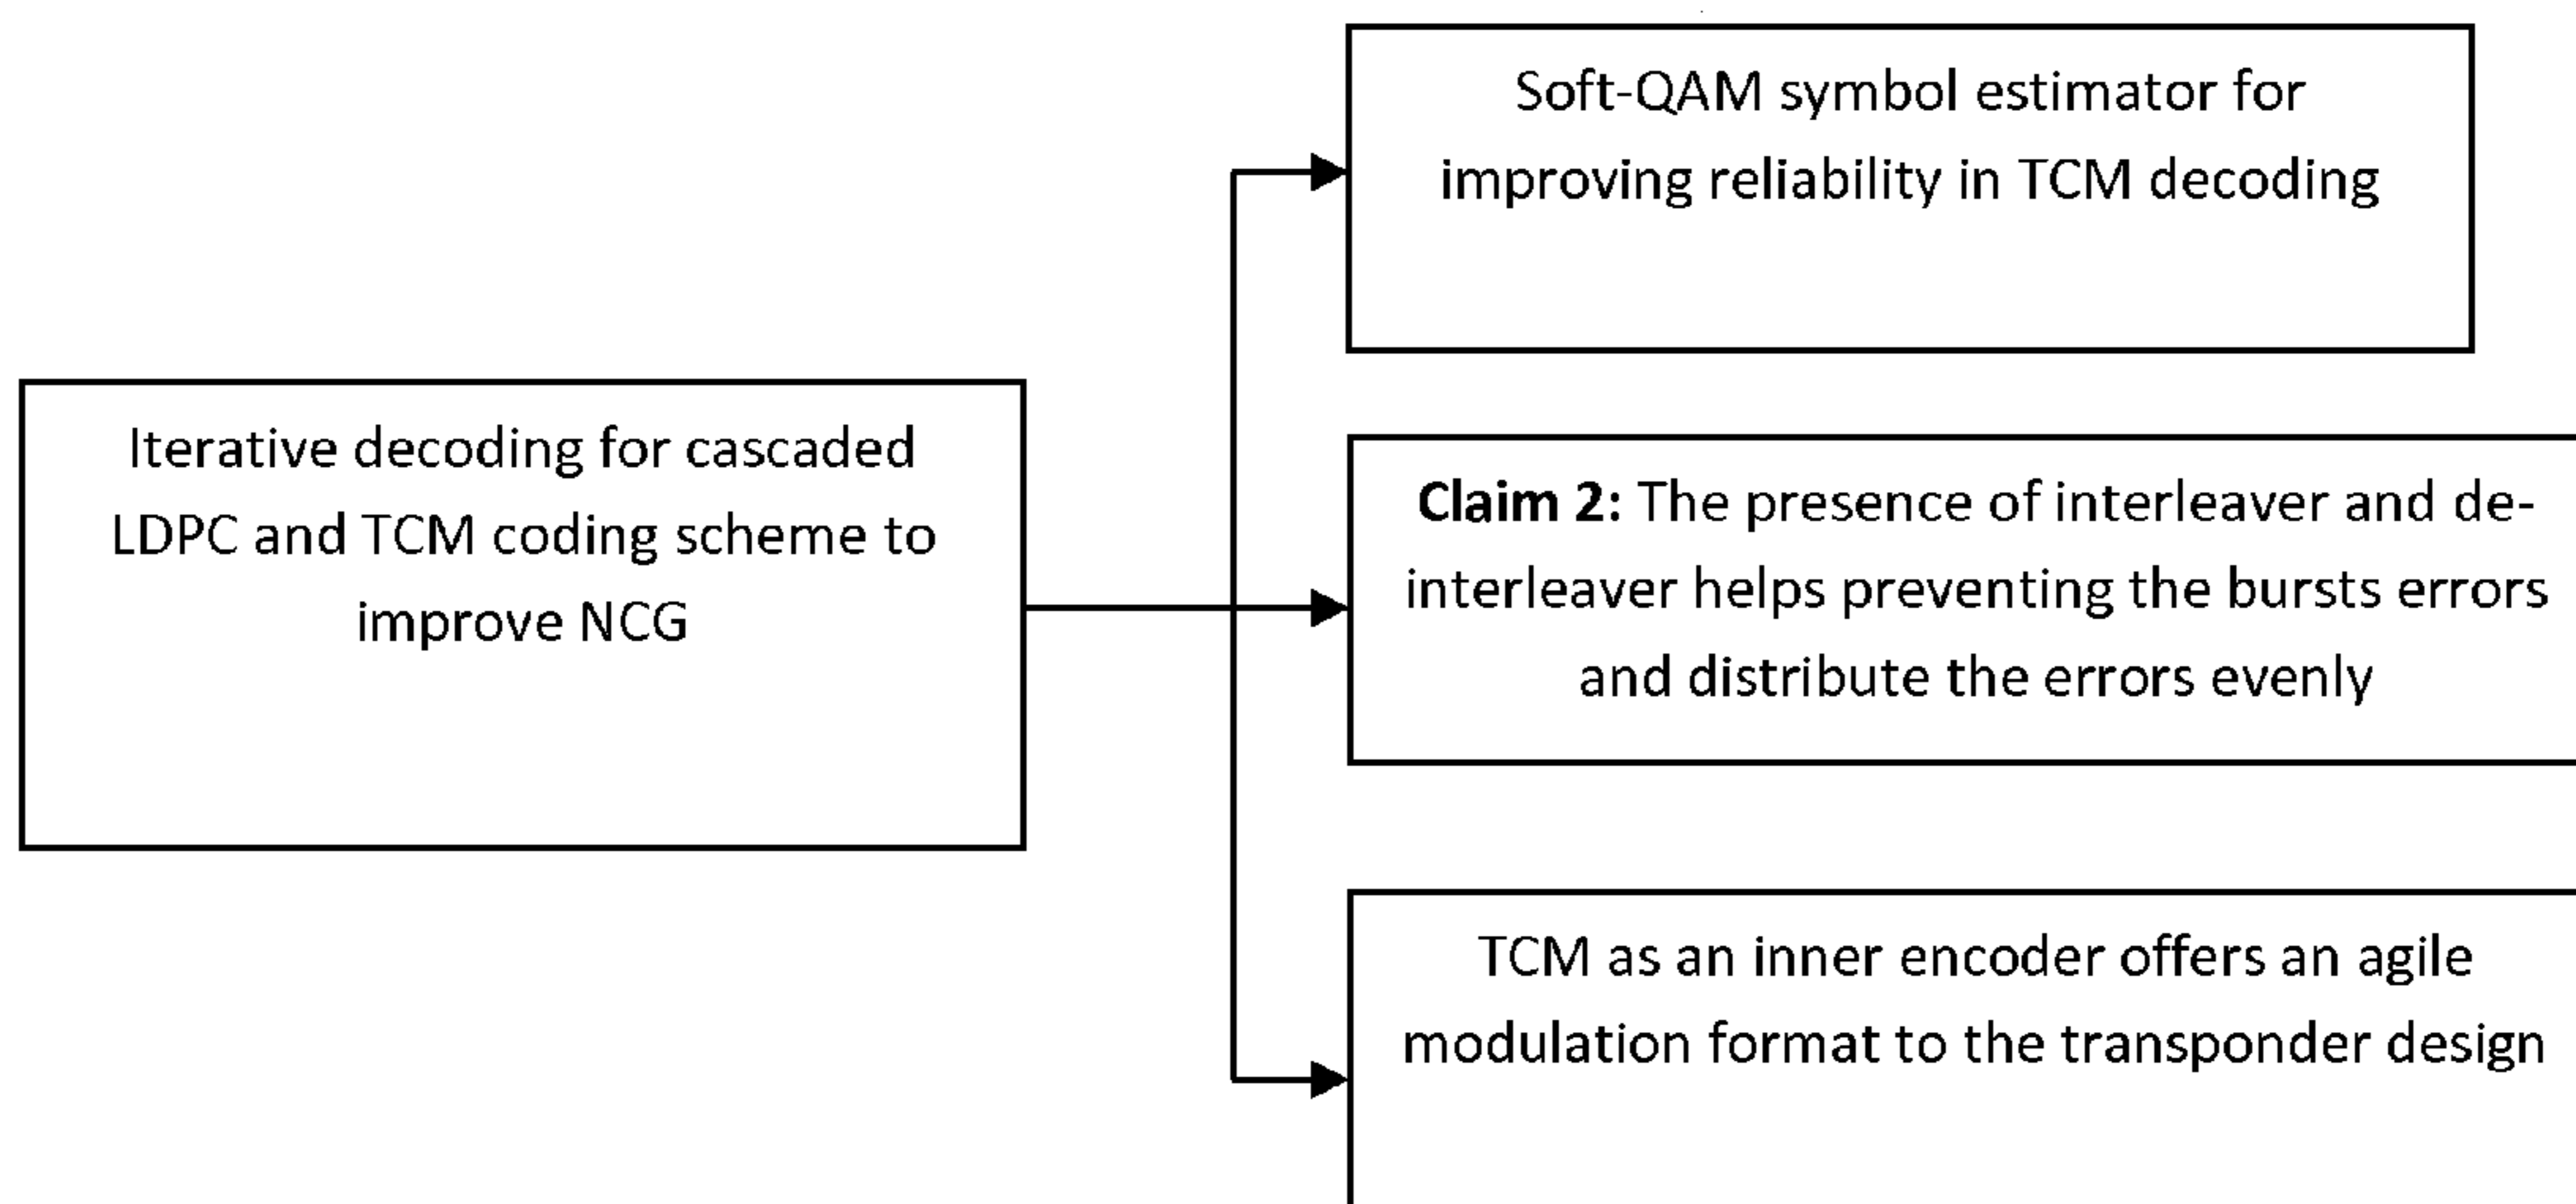 Soft-QAM symbol estimator for
improving reliability in TCM decoding
Iterative decoding for cascaded
LDPC and TCM coding scheme to
improve NCG
Claim 2: The presence of interleaver and de-
interleaver helps preventing the bursts errors
and distribute the errors evenly
TCM as an inner encoder offers an agile
modulation format to the transponder design